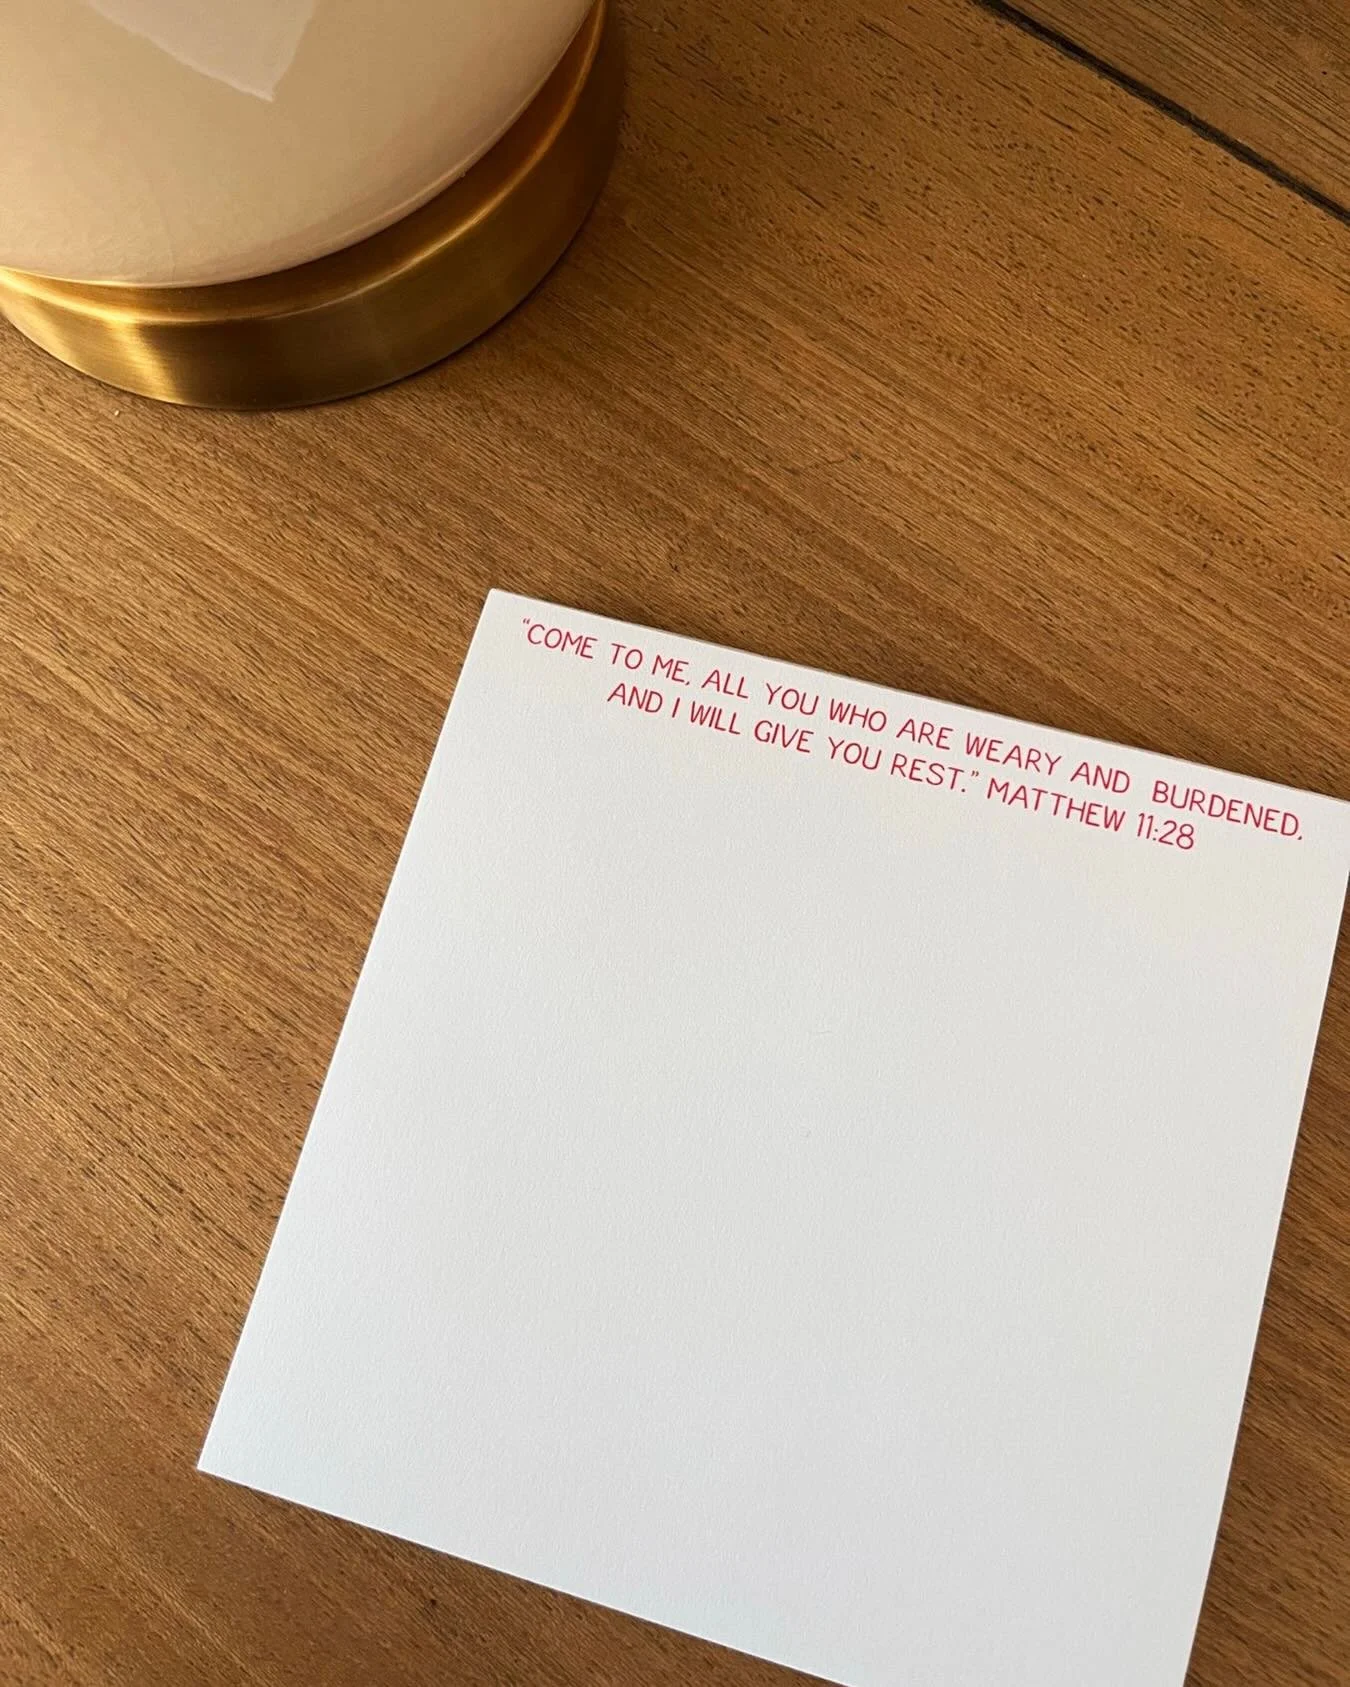 “COME TO ME, ALL YOU WHO ARE WEARY AND BURDENED,
AND I WILL GIVE YOU REST.” MATTHEW 11:28